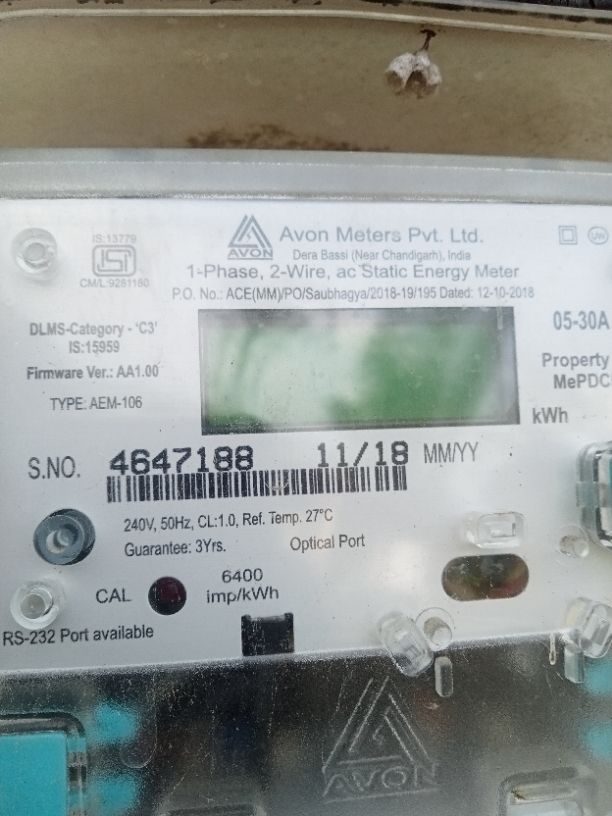 IS:13779
ISI
CM/L:9261160
AVON
Avon Meters Pvt. Ltd.
Dera Bassi (Near Chandigarh), India
1-Phase, 2-Wire, ac Static Energy Meter
P.O. No.: ACE(MM)/PO/Saubhagya/2018-19/195 Dated: 12-10-2018
DLMS-Category - 'C3'
IS:15959
Firmware Ver.: AA1.00
TYPE: AEM-106
05-30A
Property
MePDC
kWh
S.NO. 4647188 11/18 MM/YY
240V, 50Hz, CL:1.0, Ref. Temp. 27°C
Guarantee: 3Yrs. Optical Port
CAL
6400
imp/kWh
RS-232 Port available
AVON